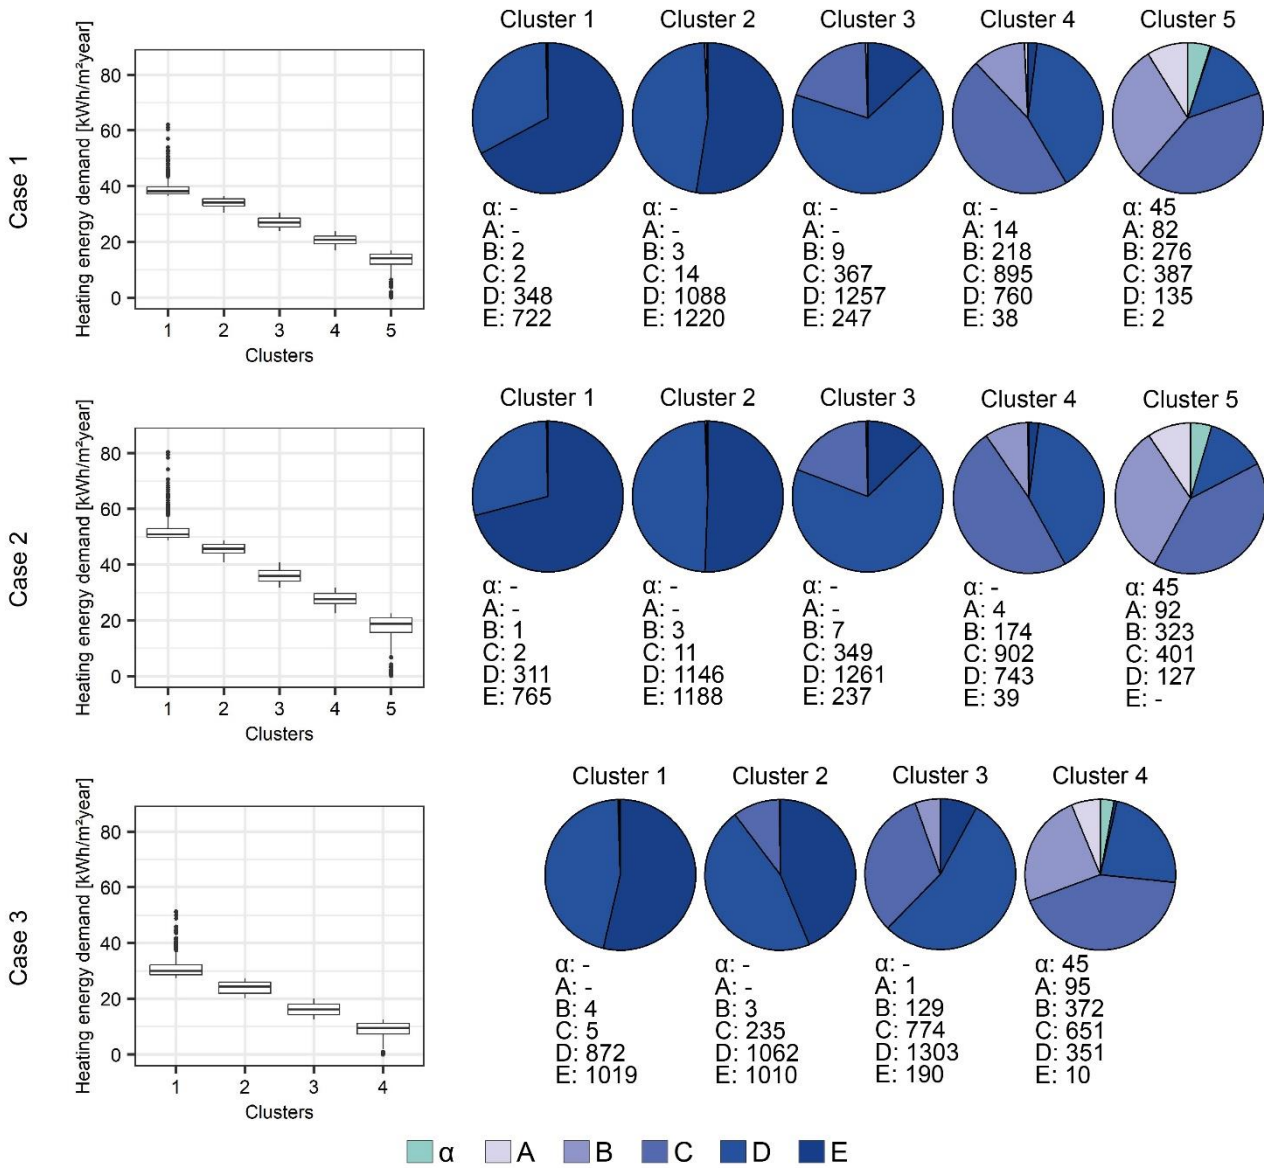 Case 1
Heating energy demand [kWh/m²year]
80
60
40
20
0
1 2 3 4 5
Clusters
Cluster 1
α: -
A: -
B: 2
C: 2
D: 348
E: 722
Cluster 2
α: -
A: -
B: 3
C: 14
D: 1088
E: 1220
Cluster 3
α: -
A: -
B: 9
C: 367
D: 1257
E: 247
Cluster 4
α: -
A: 14
B: 218
C: 895
D: 760
E: 38
Cluster 5
α: 45
A: 82
B: 276
C: 387
D: 135
E: 2
Case 2
Heating energy demand [kWh/m²year]
80
60
40
20
0
1 2 3 4 5
Clusters
Cluster 1
α: -
A: -
B: 1
C: 2
D: 311
E: 765
Cluster 2
α: -
A: -
B: 3
C: 11
D: 1146
E: 1188
Cluster 3
α: -
A: -
B: 7
C: 349
D: 1261
E: 237
Cluster 4
α: -
A: 4
B: 174
C: 902
D: 743
E: 39
Cluster 5
α: 45
A: 92
B: 323
C: 401
D: 127
E: -
Case 3
Heating energy demand [kWh/m²year]
80
60
40
20
0
1 2 3 4
Clusters
Cluster 1
α: -
A: -
B: 4
C: 5
D: 872
E: 1019
Cluster 2
α: -
A: -
B: 3
C: 235
D: 1062
E: 1010
Cluster 3
α: -
A: 1
B: 129
C: 774
D: 1303
E: 190
Cluster 4
α: 45
A: 95
B: 372
C: 651
D: 351
E: 10
α A B C D E